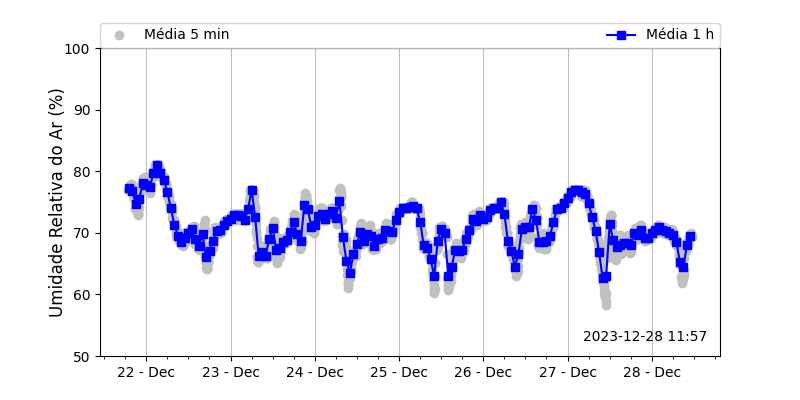 Média 5 min
Média 1 h
Umidade Relativa do Ar (%)
100
90
80
70
60
50
2023-12-28 11:57
22 - Dec
23 - Dec
24 - Dec
25 - Dec
26 - Dec
27 - Dec
28 - Dec